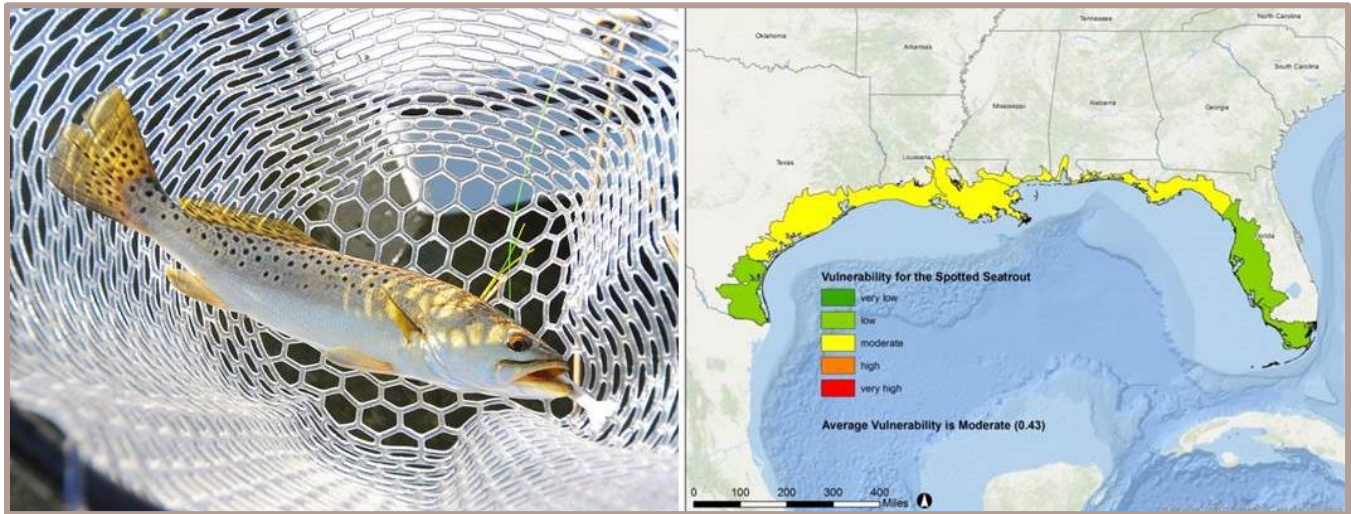 Oklahoma
Tennessee
North Carolina
Arkansas
South Carolina
Mississippi
Alabama
Georgia
Texas
Louisiana
lorida
Vulnerability for the Spotted Seatrout
very low
low
moderate
high
very high
Average Vulnerability is Moderate (0.43)
0 100 200 300 400
Miles